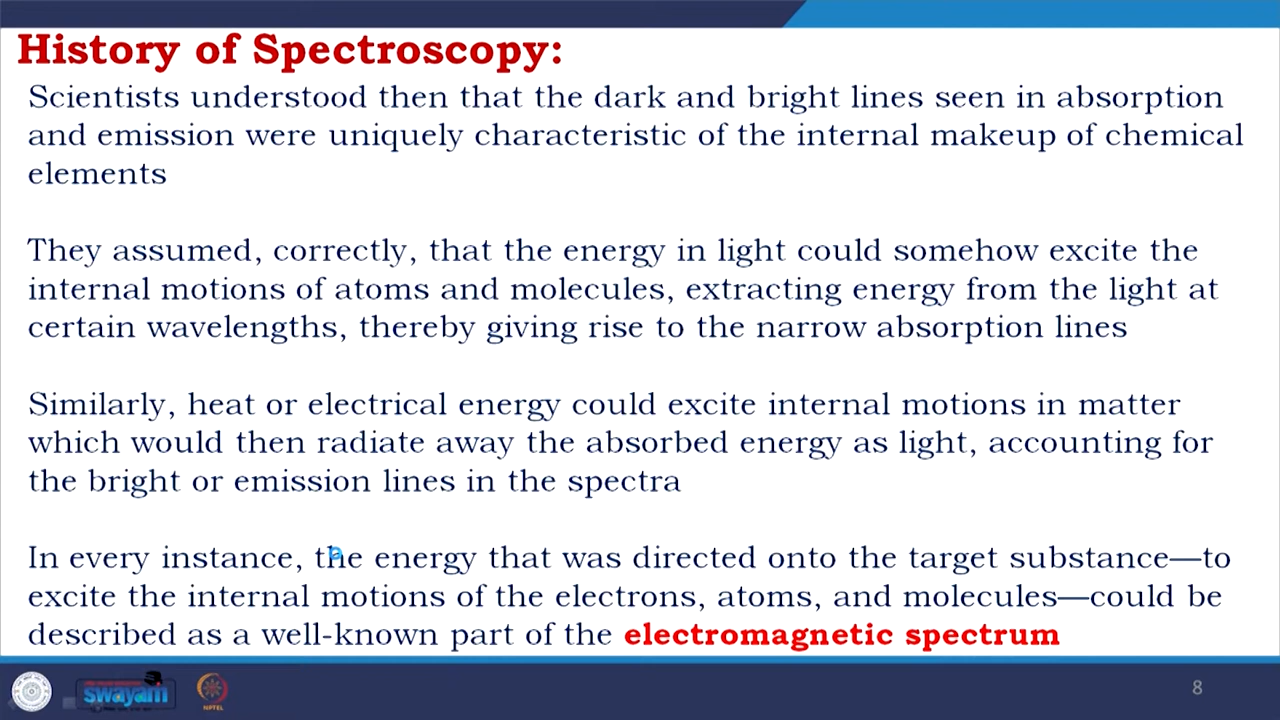 History of Spectroscopy:
Scientists understood then that the dark and bright lines seen in absorption
and emission were uniquely characteristic of the internal makeup of chemical
elements
They assumed, correctly, that the energy in light could somehow excite the
internal motions of atoms and molecules, extracting energy from the light at
certain wavelengths, thereby giving rise to the narrow absorption lines
Similarly, heat or electrical energy could excite internal motions in matter
which would then radiate away the absorbed energy as light, accounting for
the bright or emission lines in the spectra
In every instance, the energy that was directed onto the target substance—to
excite the internal motions of the electrons, atoms, and molecules—could be
described as a well-known part of the electromagnetic spectrum
swayam
NPTEL
8